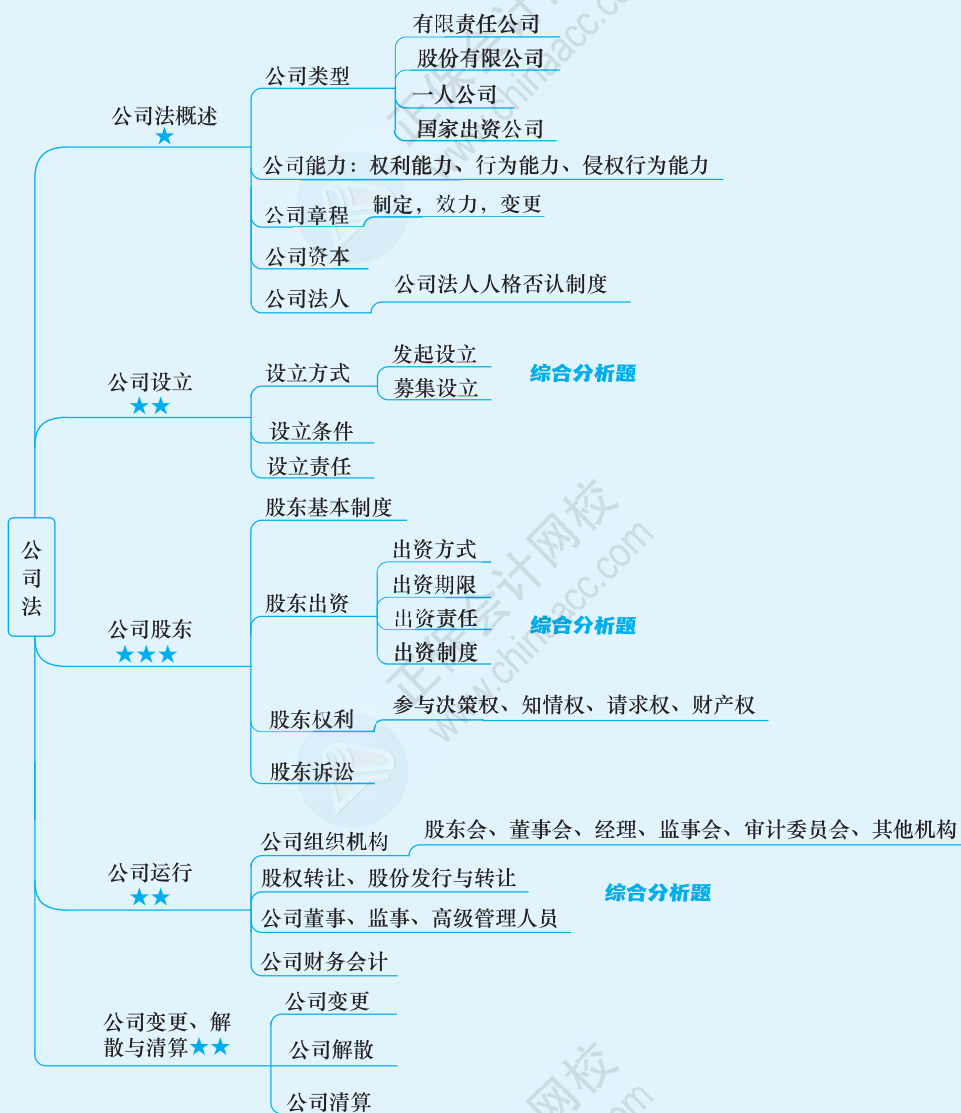 有限责任公司
股份有限公司
公司类型
一人公司
国家出资公司
公司法概述
★
公司能力：权利能力、行为能力、侵权行为能力
公司章程
制定，效力，变更
公司资本
公司法人
公司法人人格否认制度
发起设立
设立方式
募集设立
综合分析题
公司设立
★★
设立条件
设立责任
股东基本制度
公司法
出资方式
出资期限
股东出资
出资责任
出资制度
综合分析题
公司股东
★★★
股东权利
参与决策权、知情权、请求权、财产权
股东诉讼
公司组织机构
股东会、董事会、经理、监事会、审计委员会、其他机构
公司运行
★★
股权转让、股份发行与转让
综合分析题
公司董事、监事、高级管理人员
公司财务会计
公司变更
公司变更、解
散与清算★★
公司解散
公司清算
正保会计网校
www.chinaacc.com